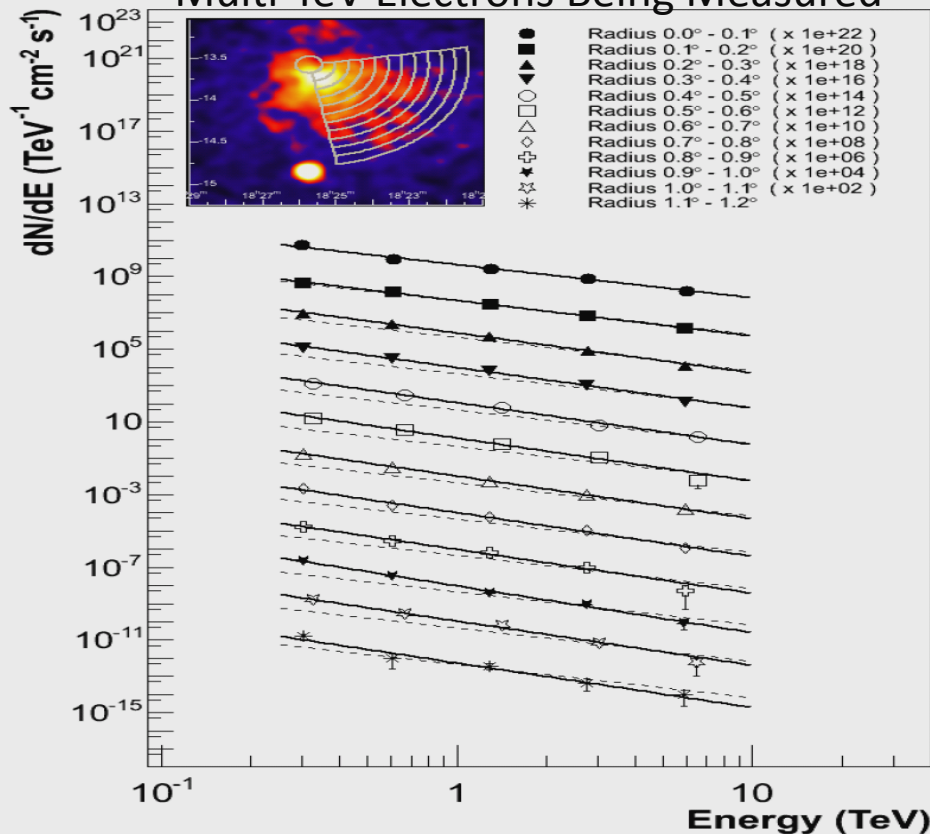 Multi-TeV Electrons Being Measured
dN/dE (TeV⁻¹ cm⁻² s⁻¹)
10²³
10²¹
10¹⁷
10¹³
10⁹
10⁵
10
10⁻³
10⁻⁷
10⁻¹¹
10⁻¹⁵
-13.5
-14
-14.5
-15
18ʰ27ᵐ
18ʰ25ᵐ
18ʰ23ᵐ
Radius 0.0° - 0.1° ( x 1e+22 )
Radius 0.1° - 0.2° ( x 1e+20 )
Radius 0.2° - 0.3° ( x 1e+18 )
Radius 0.3° - 0.4° ( x 1e+16 )
Radius 0.4° - 0.5° ( x 1e+14 )
Radius 0.5° - 0.6° ( x 1e+12 )
Radius 0.6° - 0.7° ( x 1e+10 )
Radius 0.7° - 0.8° ( x 1e+08 )
Radius 0.8° - 0.9° ( x 1e+06 )
Radius 0.9° - 1.0° ( x 1e+04 )
Radius 1.0° - 1.1° ( x 1e+02 )
Radius 1.1° - 1.2°
10⁻¹
1
10
Energy (TeV)